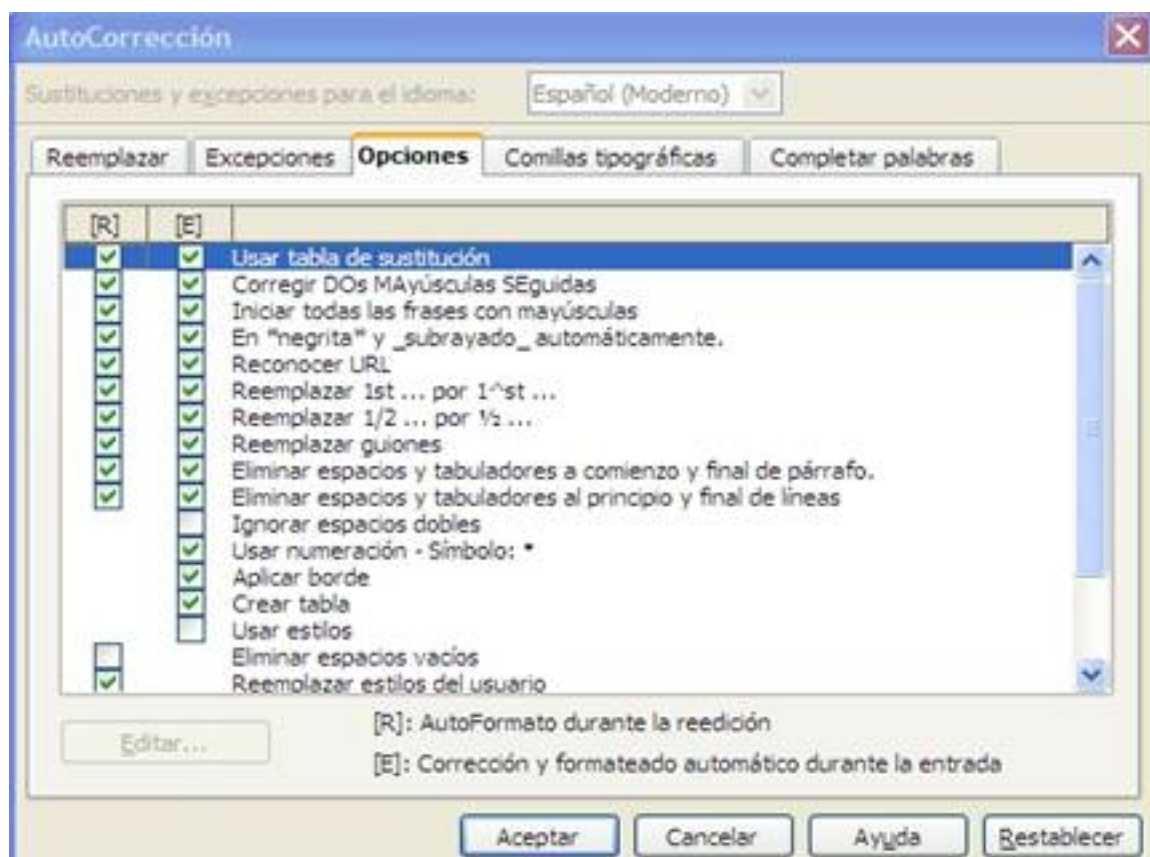 AutoCorrección
Sustituciones y excepciones para el idioma: Español (Moderno)
Reemplazar Excepciones Opciones Comillas tipográficas Completar palabras
[R] [E]
Usar tabla de sustitución
Corregir DOs MAyúsculas SEguidas
Iniciar todas las frases con mayúsculas
En *negrita* y _subrayado_ automáticamente.
Reconocer URL
Reemplazar 1st ... por 1^st ...
Reemplazar 1/2 ... por ½ ...
Reemplazar guiones
Eliminar espacios y tabuladores a comienzo y final de párrafo.
Eliminar espacios y tabuladores al principio y final de líneas
Ignorar espacios dobles
Usar numeración - Símbolo: •
Aplicar borde
Crear tabla
Usar estilos
Eliminar espacios vacíos
Reemplazar estilos del usuario
[R]: AutoFormato durante la reedición
Editar...
[E]: Corrección y formateado automático durante la entrada
Aceptar Cancelar Ayuda Restablecer